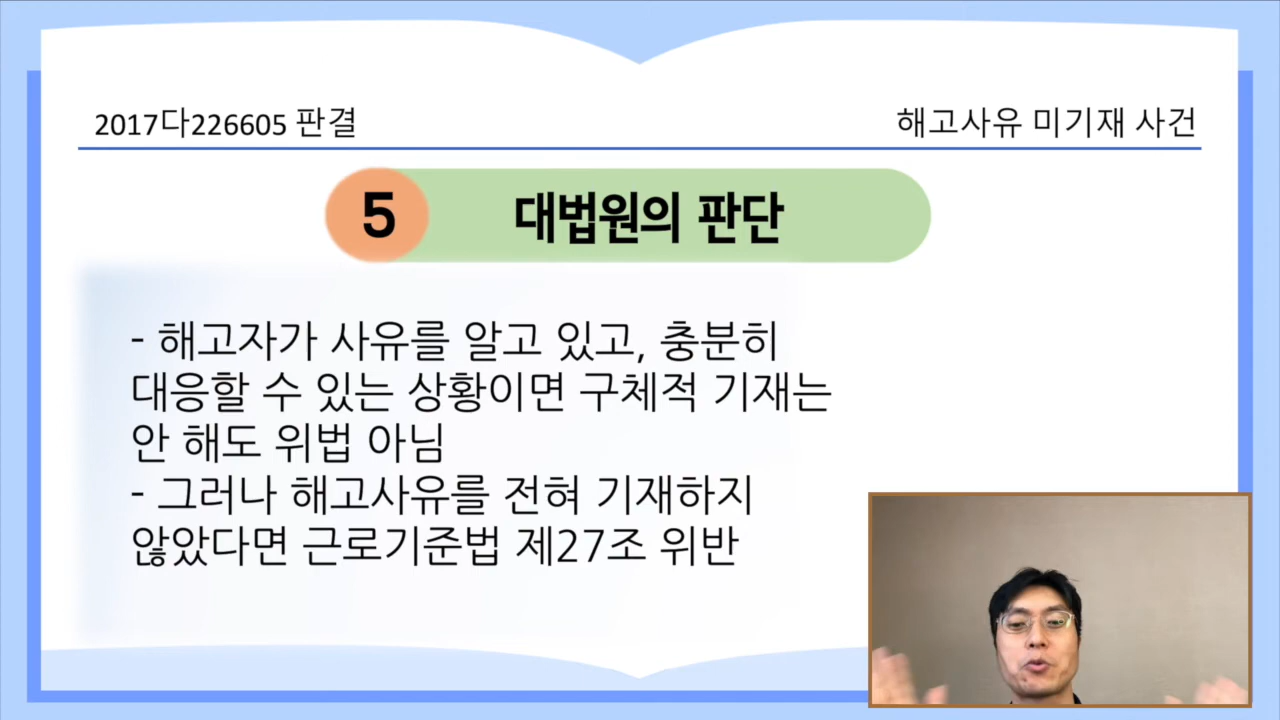 2017다226605 판결
해고사유 미기재 사건
5
대법원의 판단
- 해고자가 사유를 알고 있고, 충분히
대응할 수 있는 상황이면 구체적 기재는
안 해도 위법 아님
- 그러나 해고사유를 전혀 기재하지
않았다면 근로기준법 제27조 위반